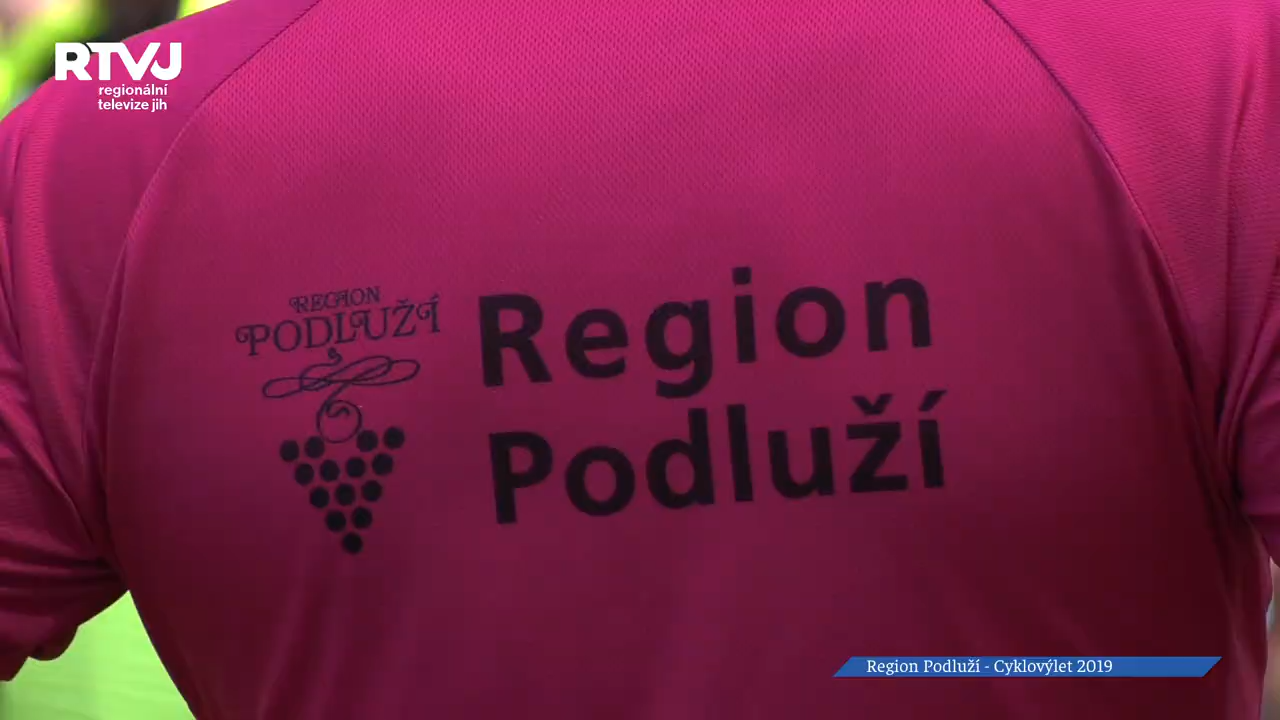 RTVJ
regionální
televize jih
REGION
PODLUŽÍ
Region
Podluží
Region Podluží - Cyklovýlet 2019